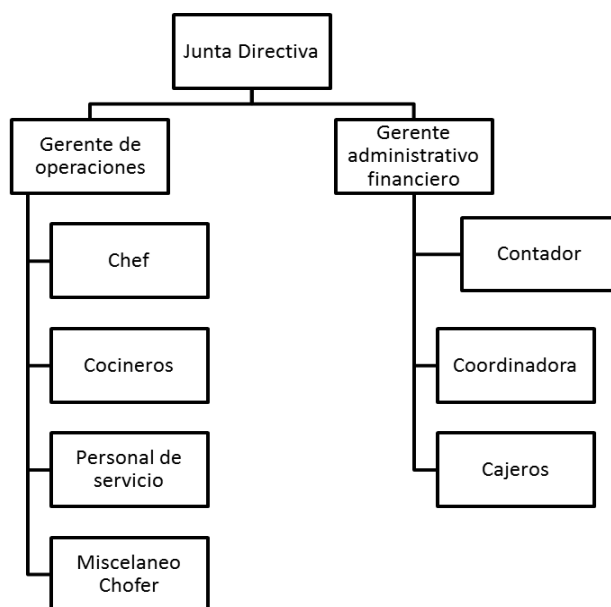 Junta Directiva
Gerente de
operaciones
Gerente
administrativo
financiero
Chef
Contador
Cocineros
Coordinadora
Personal de
servicio
Cajeros
Miscelaneo
Chofer